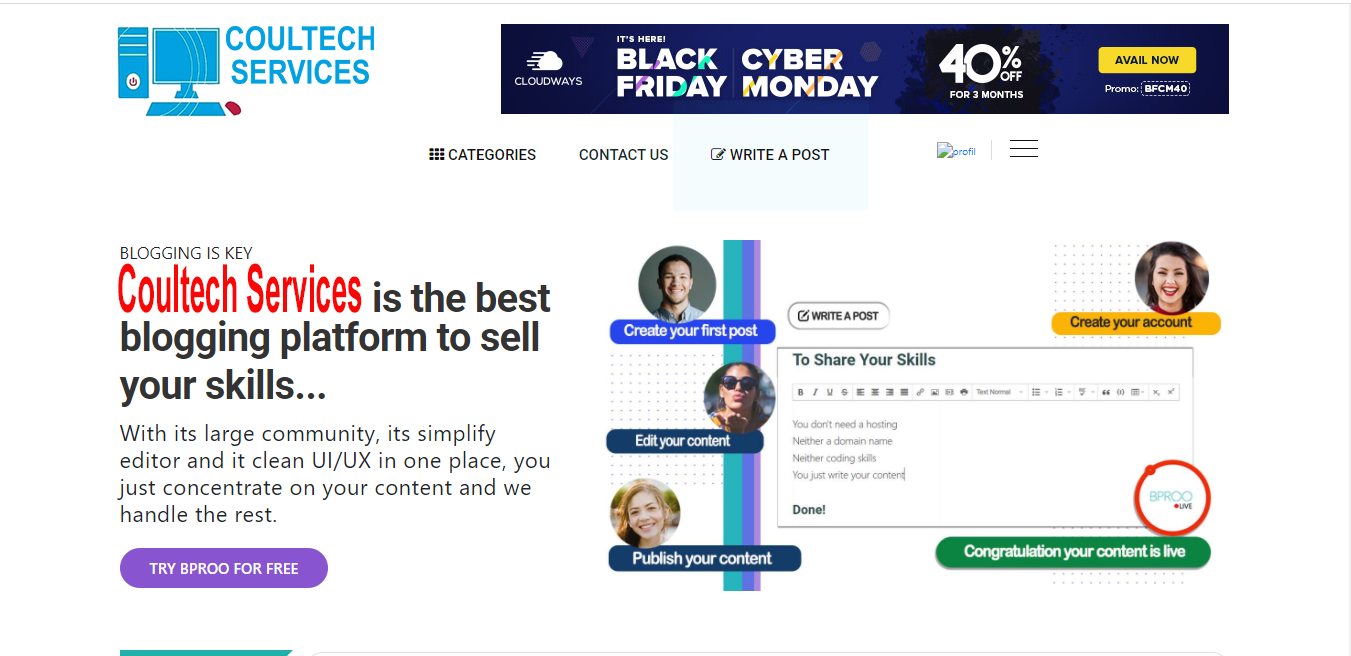 COULTECH
SERVICES
CLOUDWAYS
IT'S HERE!
BLACK
FRIDAY
CYBER
MONDAY
40% OFF
FOR 3 MONTHS
AVAIL NOW
Promo: BFCM40
CATEGORIES
CONTACT US
WRITE A POST
profil
BLOGGING IS KEY
Coultech Services is the best
blogging platform to sell
your skills...
With its large community, its simplify
editor and it clean UI/UX in one place, you
just concentrate on your content and we
handle the rest.
TRY BPROO FOR FREE
Create your first post
Edit your content
Publish your content
WRITE A POST
Create your account
To Share Your Skills
B I U S Text Normal
You don't need a hosting
Neither a domain name
Neither coding skills
You just write your content
Done!
BPROO
LIVE
Congratulation your content is live